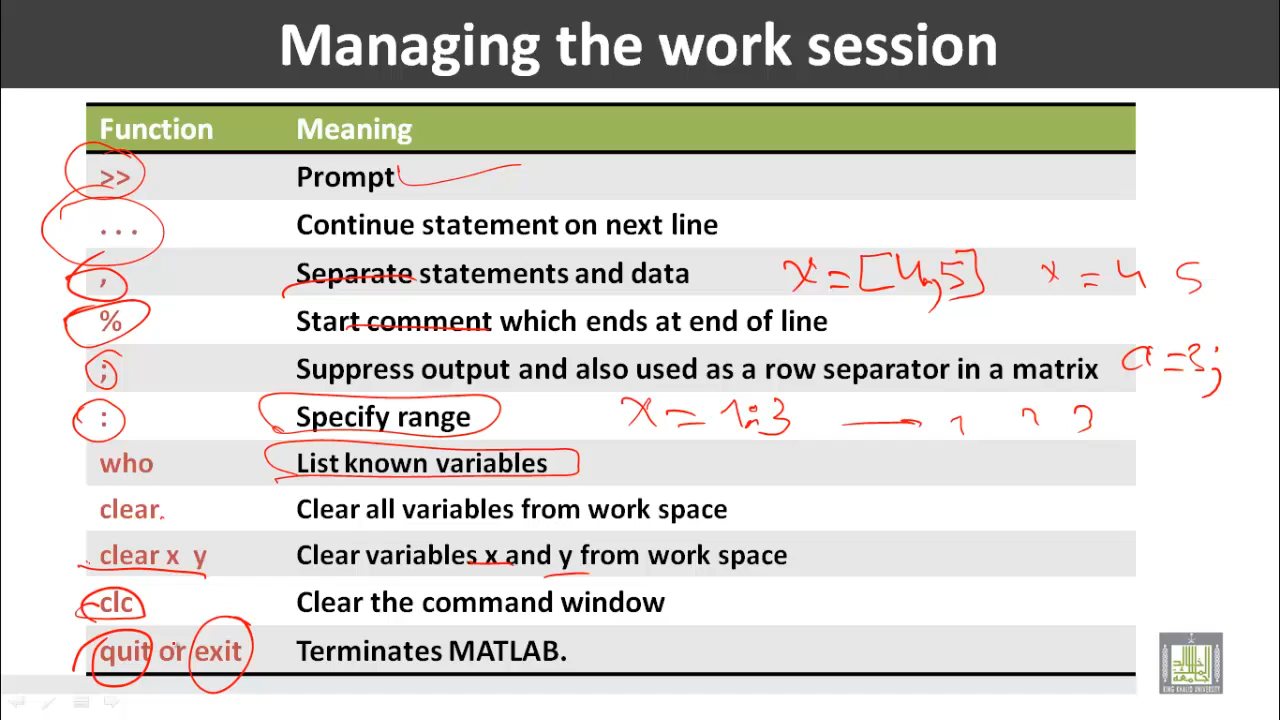 Managing the work session
Function Meaning
>> Prompt
... Continue statement on next line
, Separate statements and data x = [4,5] x = 4 5
% Start comment which ends at end of line
; Suppress output and also used as a row separator in a matrix a = 3;
: Specify range x = 1:3 1 2 3
who List known variables
clear. Clear all variables from work space
clear x y Clear variables x and y from work space
clc Clear the command window
quit or exit Terminates MATLAB.
KING KHALID UNIVERSITY